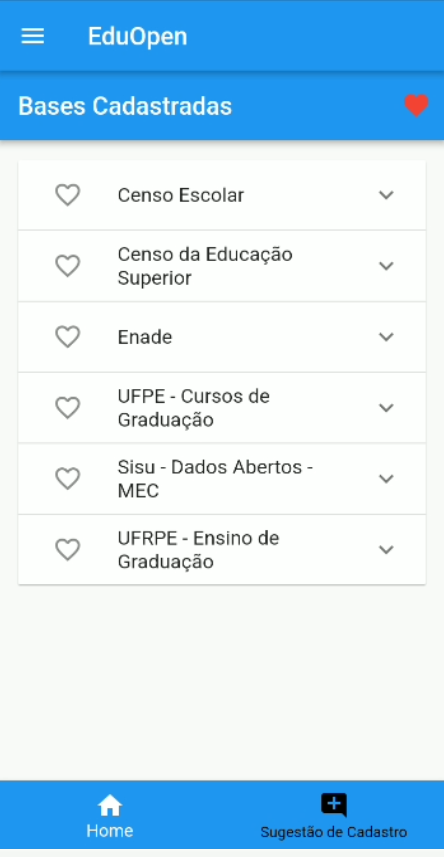 EduOpen
Bases Cadastradas
Censo Escolar
Censo da Educação
Superior
Enade
UFPE - Cursos de
Graduação
Sisu - Dados Abertos -
MEC
UFRPE - Ensino de
Graduação
Home
Sugestão de Cadastro